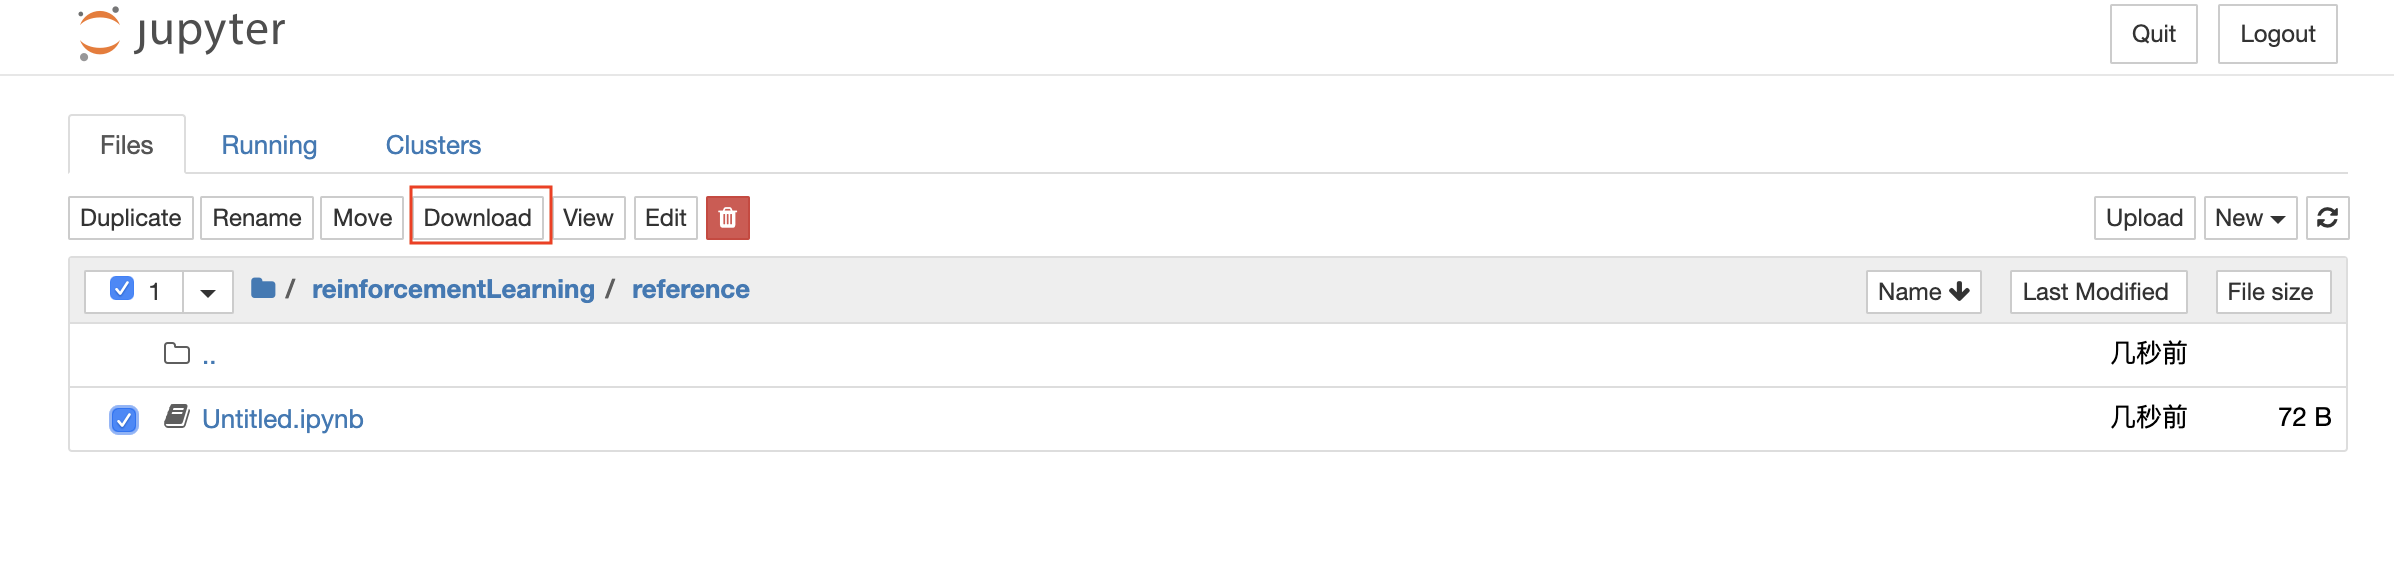 jupyter Quit Logout
Files Running Clusters
Duplicate Rename Move Download View Edit Upload New
1 / reinforcementLearning / reference Name Last Modified File size
.. 几秒前
Untitled.ipynb 几秒前 72 B